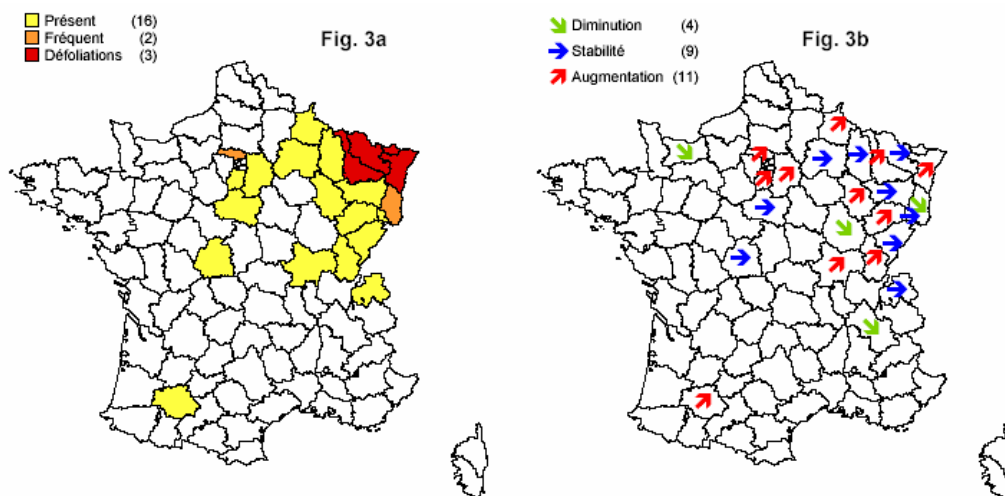 Présent (16)
Fréquent (2)
Défoliations (3)
Fig. 3a
Diminution (4)
Stabilité (9)
Augmentation (11)
Fig. 3b